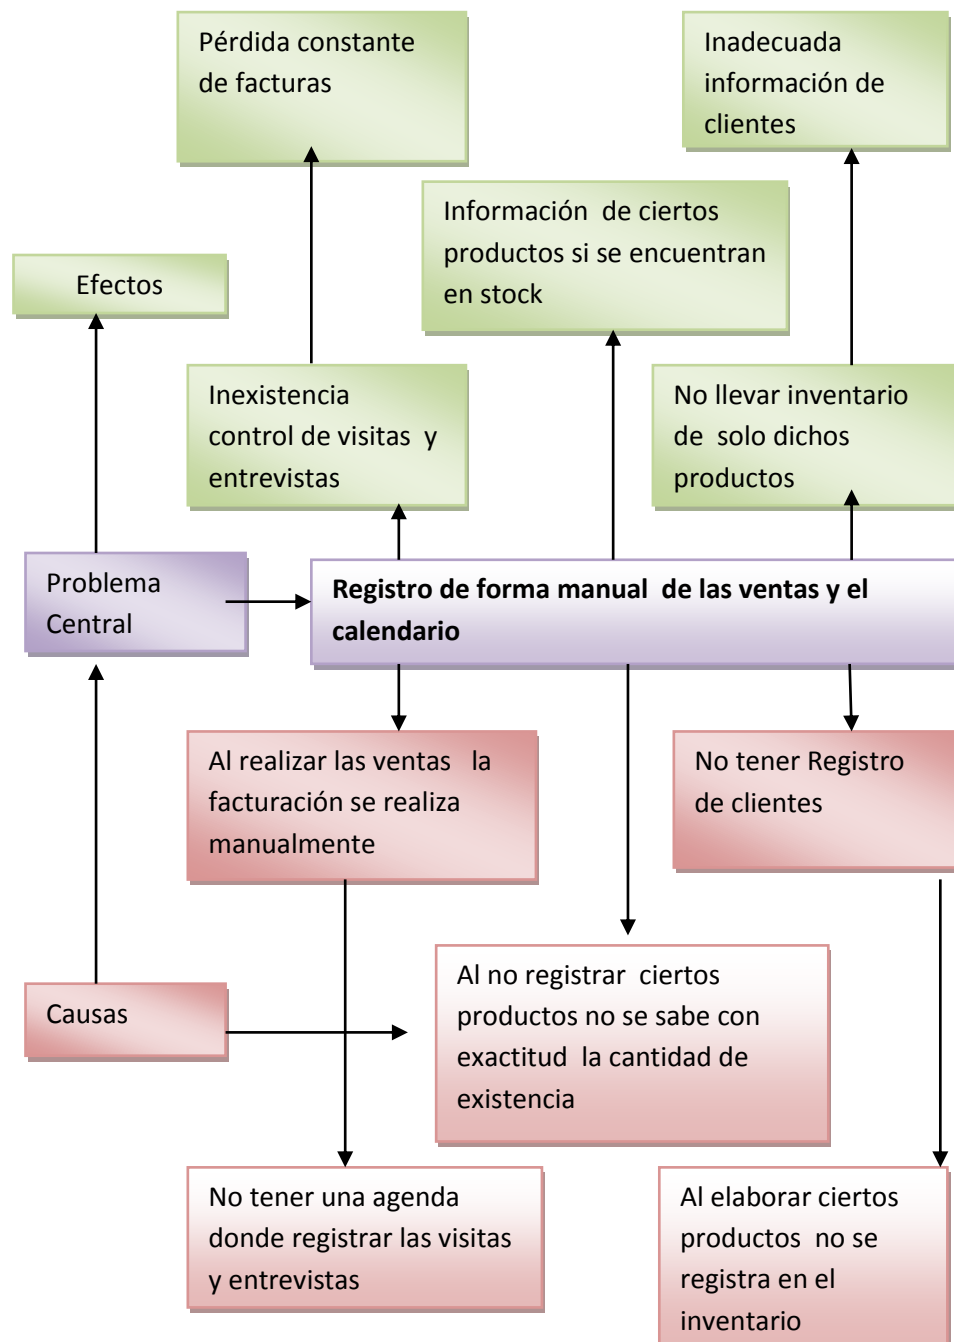 Pérdida constante
de facturas
Inadecuada
información de
clientes
Información de ciertos
productos si se encuentran
en stock
Efectos
Inexistencia
control de visitas y
entrevistas
No llevar inventario
de solo dichos
productos
Problema
Central
Registro de forma manual de las ventas y el
calendario
Al realizar las ventas la
facturación se realiza
manualmente
No tener Registro
de clientes
Al no registrar ciertos
productos no se sabe con
exactitud la cantidad de
existencia
Causas
No tener una agenda
donde registrar las visitas
y entrevistas
Al elaborar ciertos
productos no se
registra en el
inventario